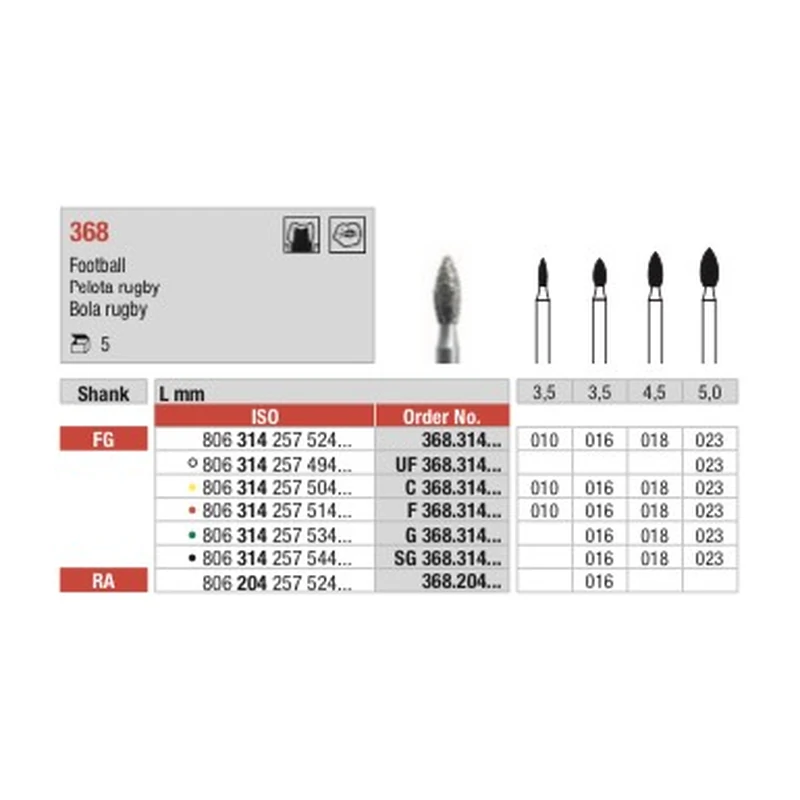 368
Football
Pelota rugby
Bola rugby
5
Shank L mm 3,5 3,5 4,5 5,0
ISO Order No.
FG 806 314 257 524... 368.314... 010 016 018 023
806 314 257 494... UF 368.314... 023
806 314 257 504... C 368.314... 010 016 018 023
806 314 257 514... F 368.314... 010 016 018 023
806 314 257 534... G 368.314... 016 018 023
806 314 257 544... SG 368.314... 016 018 023
RA 806 204 257 524... 368.204... 016